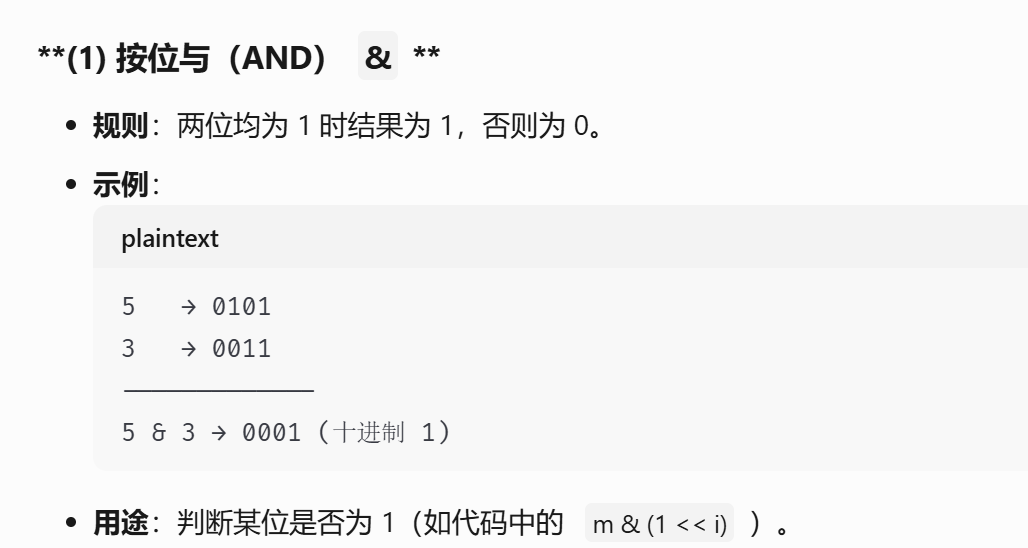 **(1) 按位与（AND） & **
• 规则：两位均为 1 时结果为 1，否则为 0。
• 示例：
plaintext
5   → 0101
3   → 0011
─────────────
5 & 3 → 0001 (十进制 1)
• 用途：判断某位是否为 1（如代码中的 m & (1 << i) ）。